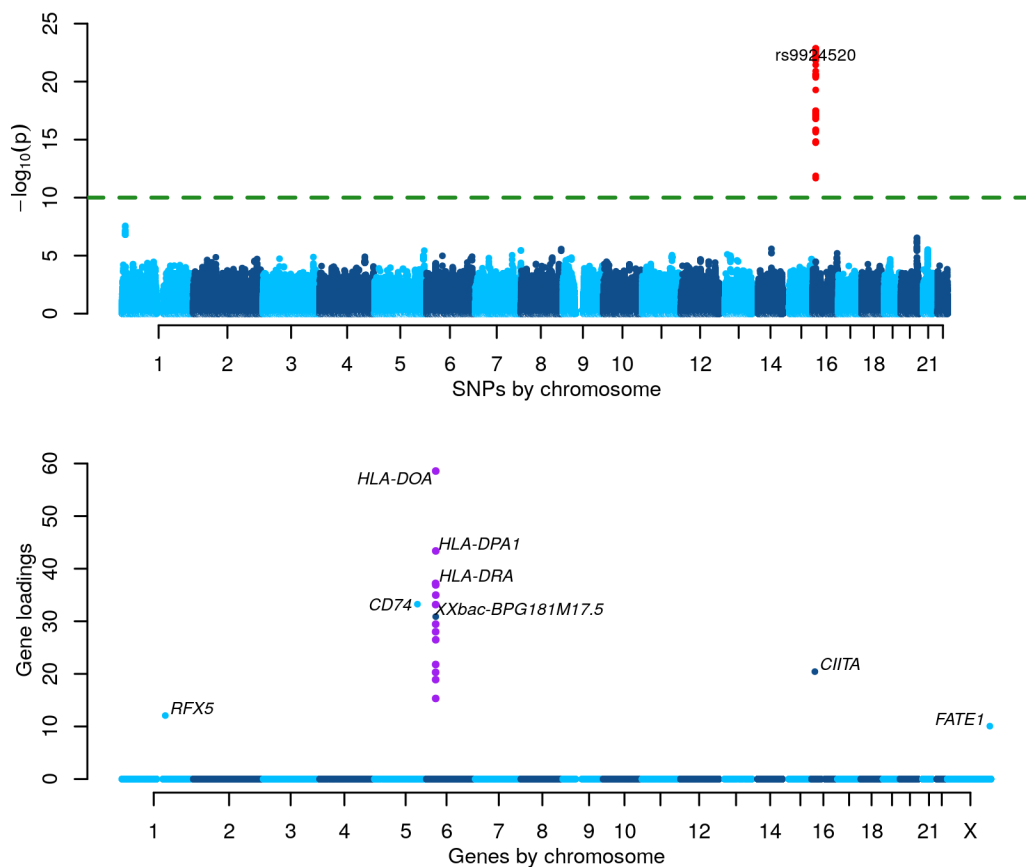 25
20
15
10
5
0
−log10(p)
rs9924520
1 2 3 4 5 6 7 8 9 10 12 14 16 18 21
SNPs by chromosome
60
50
40
30
20
10
0
Gene loadings
HLA-DOA
HLA-DPA1
HLA-DRA
CD74
XXbac-BPG181M17.5
CIITA
RFX5
FATE1
1 2 3 4 5 6 7 8 9 10 12 14 16 18 21 X
Genes by chromosome